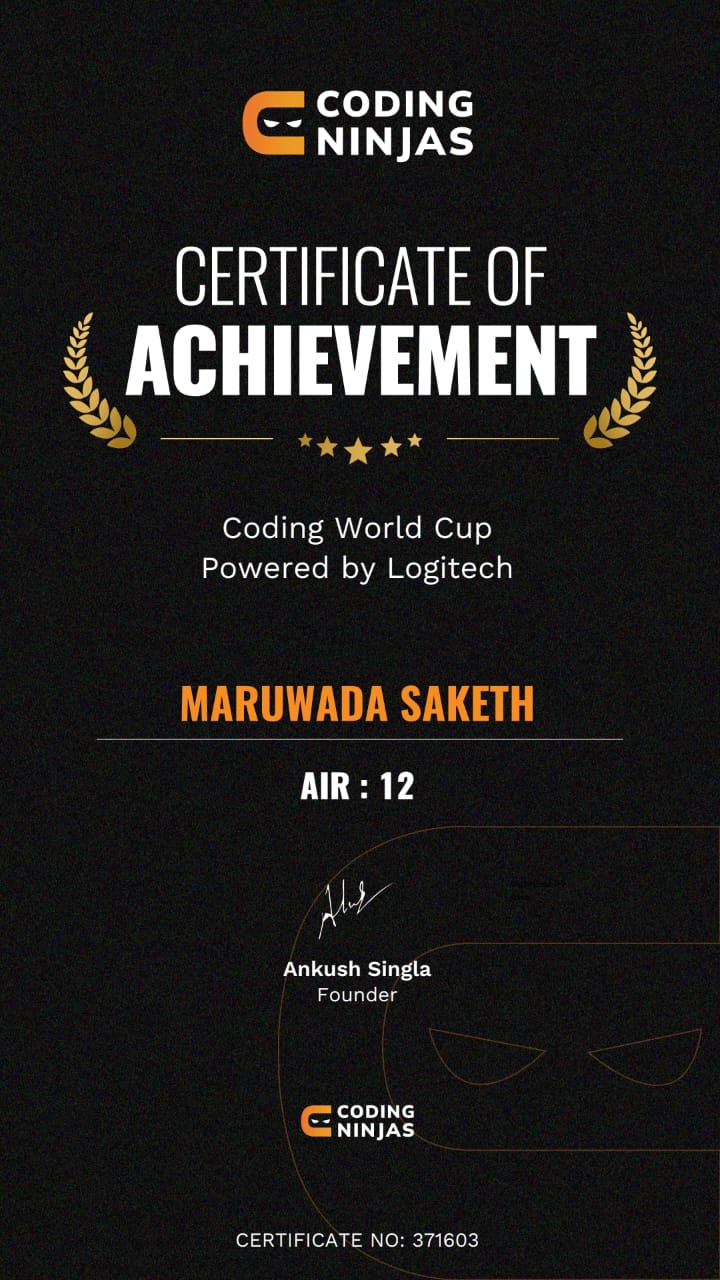 CODING
NINJAS
CERTIFICATE OF
ACHIEVEMENT
Coding World Cup
Powered by Logitech
MARUWADA SAKETH
AIR : 12
Ankush Singla
Founder
CODING
NINJAS
CERTIFICATE NO: 371603